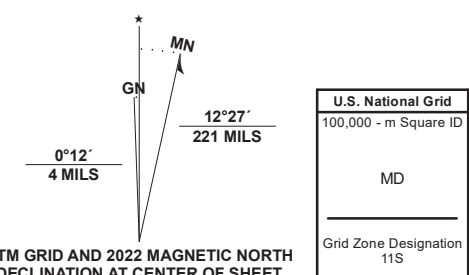 MN
GN
12°27´
221 MILS
0°12´
4 MILS
TM GRID AND 2022 MAGNETIC NORTH
DECLINATION AT CENTER OF SHEET
U.S. National Grid
100,000 - m Square ID
MD
Grid Zone Designation
11S